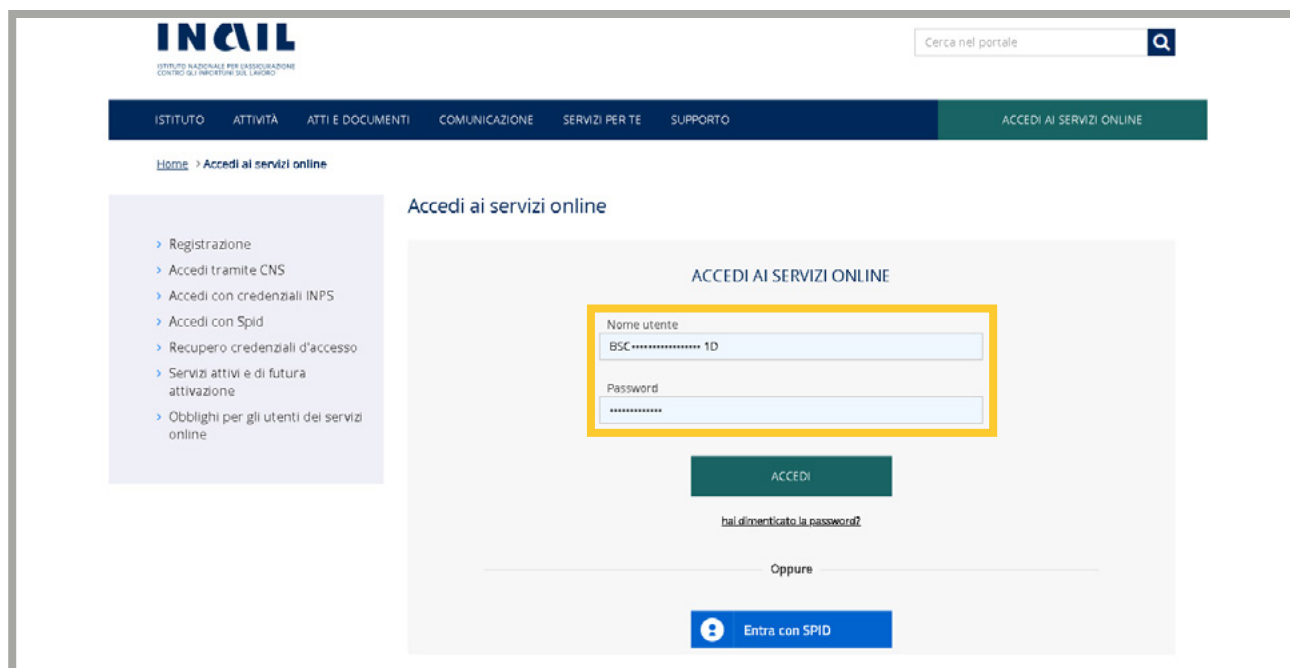 INAIL
ISTITUTO NAZIONALE PER L'ASSICURAZIONE
CONTRO GLI INFORTUNI SUL LAVORO
Cerca nel portale
ISTITUTO ATTIVITÀ ATTI E DOCUMENTI COMUNICAZIONE SERVIZI PER TE SUPPORTO ACCEDI AI SERVIZI ONLINE
Home > Accedi ai servizi online
Accedi ai servizi online
> Registrazione
> Accedi tramite CNS
> Accedi con credenziali INPS
> Accedi con Spid
> Recupero credenziali d'accesso
> Servizi attivi e di futura
attivazione
> Obblighi per gli utenti dei servizi
online
ACCEDI AI SERVIZI ONLINE
Nome utente
BSC••••••••••••••••• 1D
Password
•••••••••••••
ACCEDI
hai dimenticato la password?
Oppure
Entra con SPID